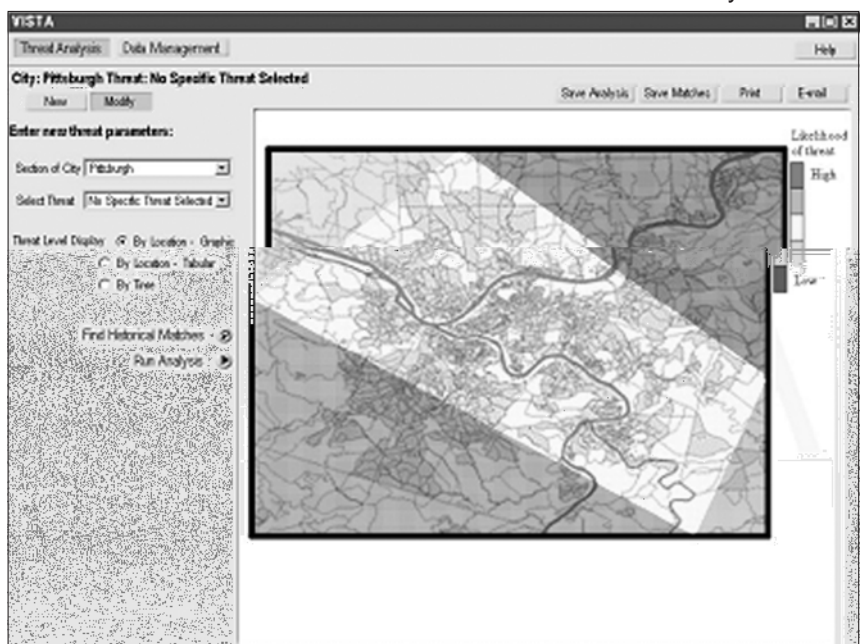 VISTA
Threat Analysis Data Management Help
City: Pittsburgh Threat: No Specific Threat Selected
New Modify Save Analysis Save Matches Print E-mail
Enter new threat parameters:
Likelihood
of threat
High
Section of City Pittsburgh
Select Threat No Specific Threat Selected
Threat Level Display By Location - Graphic
By Location - Tabular
Low
By Time
Find Historical Matches -
Run Analysis -